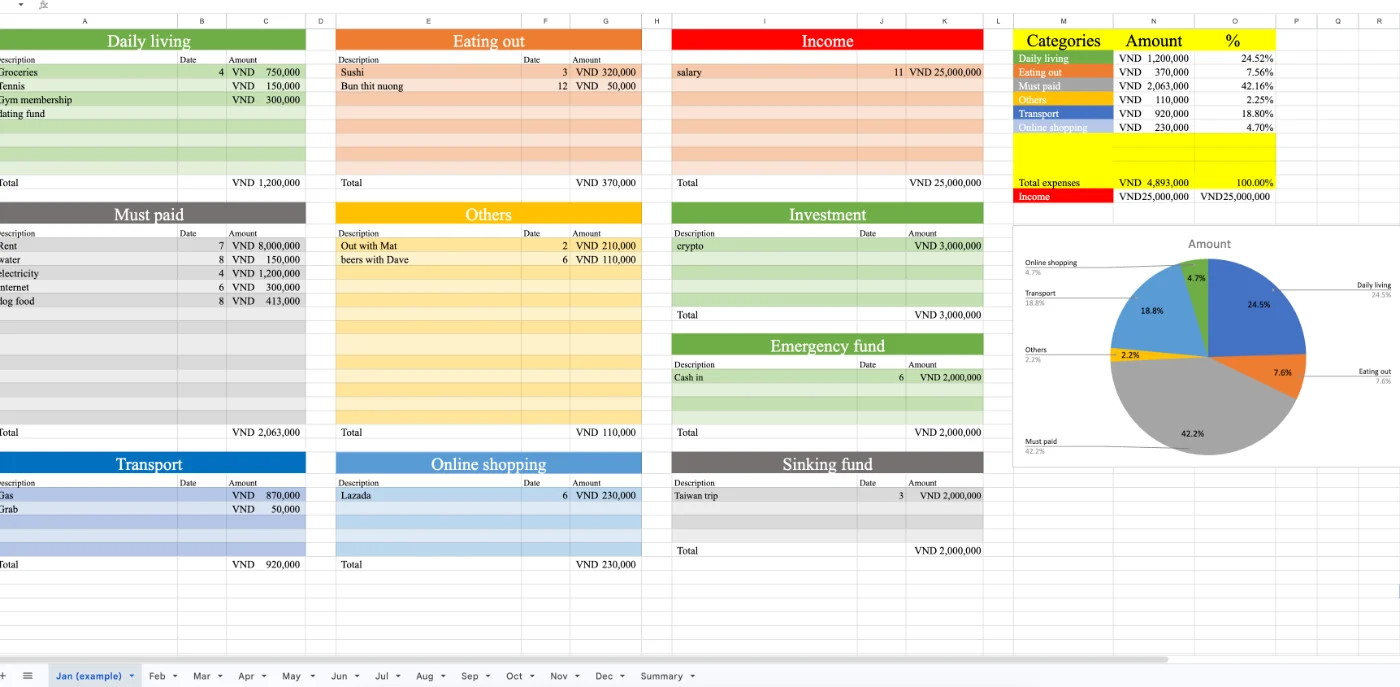 A B C D E F G H I J K L M N O P Q R
Daily living Eating out Income Categories Amount %
Description Date Amount Description Date Amount Daily living VND 1,200,000 24.52%
Groceries 4 VND 750,000 Sushi 3 VND 320,000 salary 11 VND 25,000,000 Eating out VND 370,000 7.56%
Tennis VND 150,000 Bun thit nuong 12 VND 50,000 Must paid VND 2,063,000 42.16%
Gym membership VND 300,000 Others VND 110,000 2.25%
dating fund Transport VND 920,000 18.80%
Online shopping VND 230,000 4.70%
Total VND 1,200,000 Total VND 370,000 Total VND 25,000,000 Total expenses VND 4,893,000 100.00%
Income VND25,000,000 VND25,000,000
Must paid Others Investment
Description Date Amount Description Date Amount Description Date Amount
Rent 7 VND 8,000,000 Out with Mat 2 VND 210,000 crypto VND 3,000,000
water 8 VND 150,000 beers with Dave 6 VND 110,000
electricity 4 VND 1,200,000
internet 6 VND 300,000
dog food 8 VND 413,000
Total VND 3,000,000
Emergency fund
Description Date Amount
Cash in 6 VND 2,000,000
Total VND 2,063,000 Total VND 110,000 Total VND 2,000,000
Transport Online shopping Sinking fund
Description Date Amount Description Date Amount Description Date Amount
Gas VND 870,000 Lazada 6 VND 230,000 Taiwan trip 3 VND 2,000,000
Grab VND 50,000
Total VND 2,000,000
Total VND 920,000 Total VND 230,000
Amount
Online shopping
4.7%
4.7%
Daily living
24.5%
Transport
18.8%
24.5%
18.8%
Others
2.2%
2.2%
Eating out
7.6%
7.6%
42.2%
Must paid
42.2%
Jan (example) Feb Mar Apr May Jun Jul Aug Sep Oct Nov Dec Summary